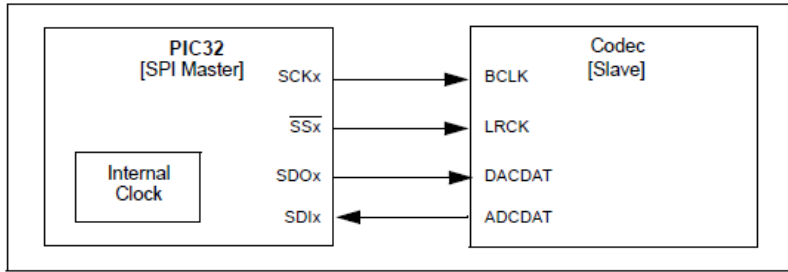 PIC32
[SPI Master]
Codec
[Slave]
SCKx
BCLK
SSx
LRCK
Internal
Clock
SDOx
DACDAT
SDIx
ADCDAT